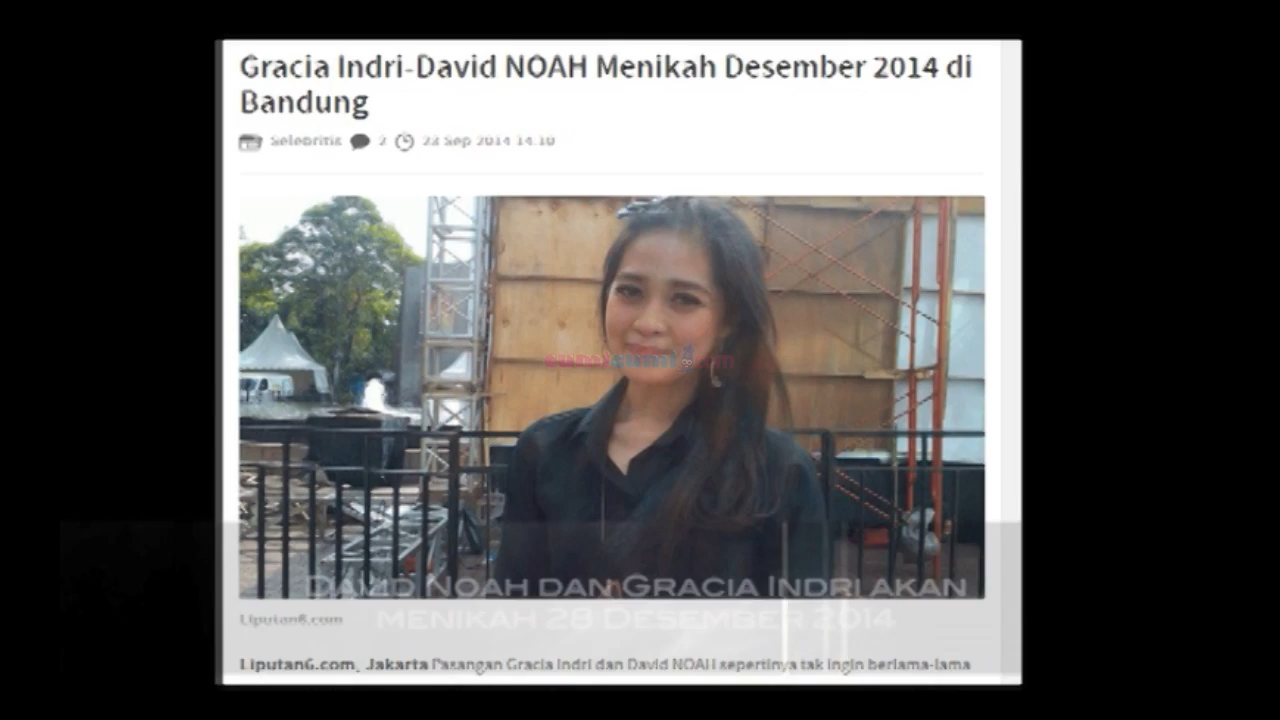 Gracia Indri-David NOAH Menikah Desember 2014 di
Bandung
Selebritis 2 23 Sep 2014 14:10
cumicumi.com
DAVID NOAH DAN GRACIA INDRI AKAN
MENIKAH 28 DESEMBER 2014
Liputan6.com
Liputan6.com, Jakarta Pasangan Gracia Indri dan David NOAH sepertinya tak ingin berlama-lama